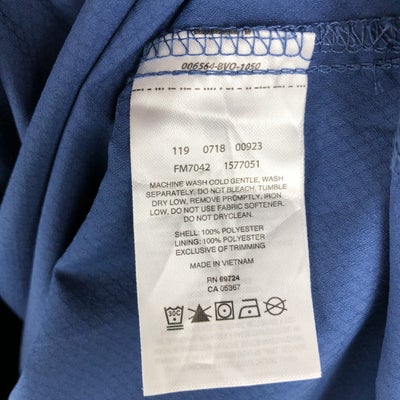 006564-BVO-1050
119 0718 00923
FM7042 1577051
MACHINE WASH COLD GENTLE, WASH
SEPARATELY. DO NOT BLEACH, TUMBLE
DRY LOW, REMOVE PROMPTLY, IRON
LOW, DO NOT USE FABRIC SOFTENER,
DO NOT DRYCLEAN.
SHELL: 100% POLYESTER
LINING: 100% POLYESTER
EXCLUSIVE OF TRIMMING
MADE IN VIETNAM
RN 69724
CA 05367
30C